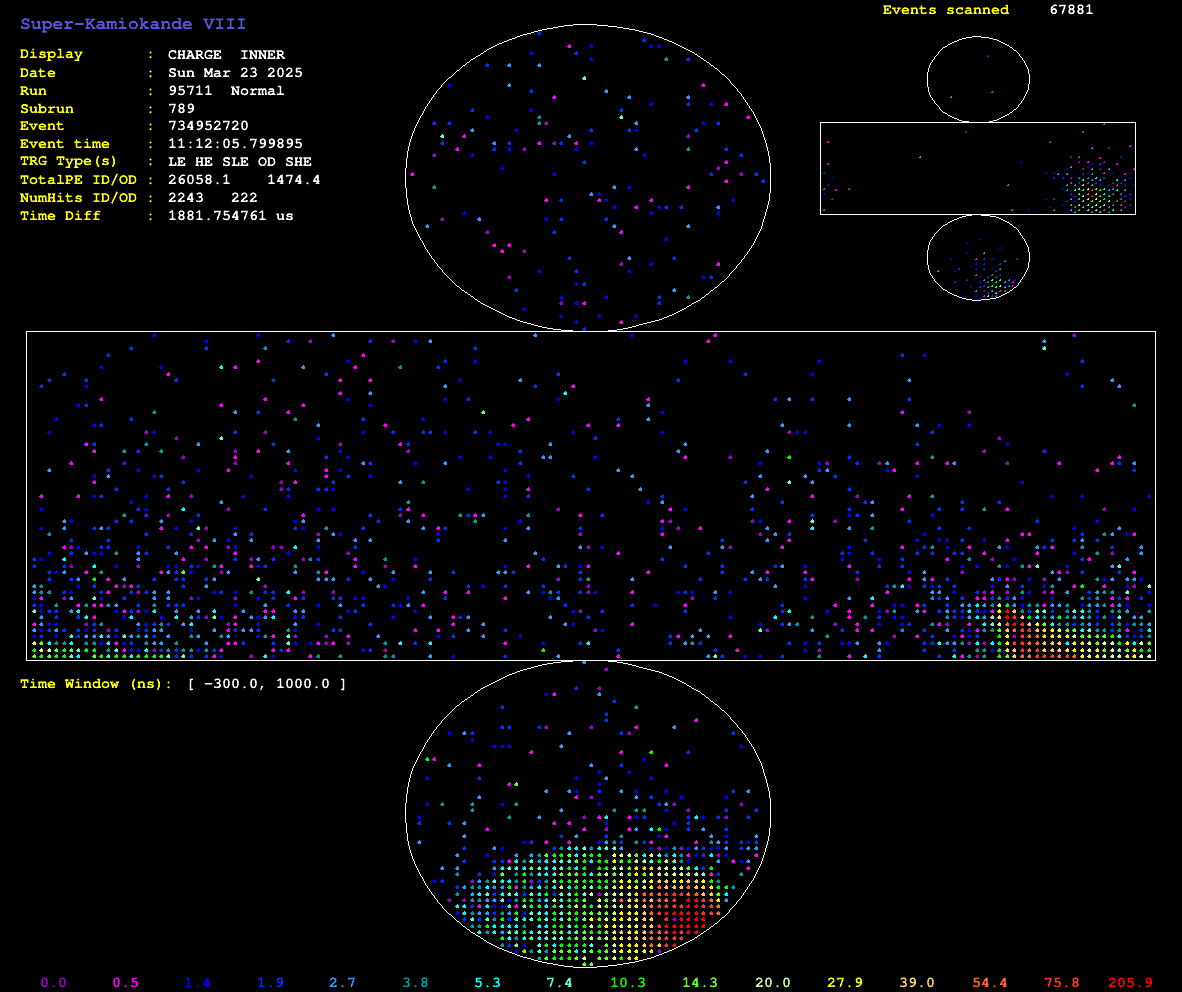 Super-Kamiokande VIII
Events scanned 67881
Display : CHARGE INNER
Date : Sun Mar 23 2025
Run : 95711 Normal
Subrun : 789
Event : 734952720
Event time : 11:12:05.799895
TRG Type(s) : LE HE SLE OD SHE
TotalPE ID/OD : 26058.1 1474.4
NumHits ID/OD : 2243 222
Time Diff : 1881.754761 us
Time Window (ns): [ −300.0, 1000.0 ]
0.0 0.5 1.4 1.9 2.7 3.8 5.3 7.4 10.3 14.3 20.0 27.9 39.0 54.4 75.8 205.9